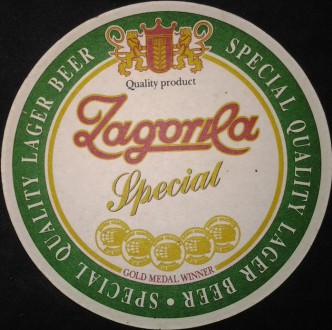 SPECIAL QUALITY LAGER BEER • SPECIAL QUALITY LAGER BEER
Quality product
Zagorka
Special
GOLD MEDAL WINNER